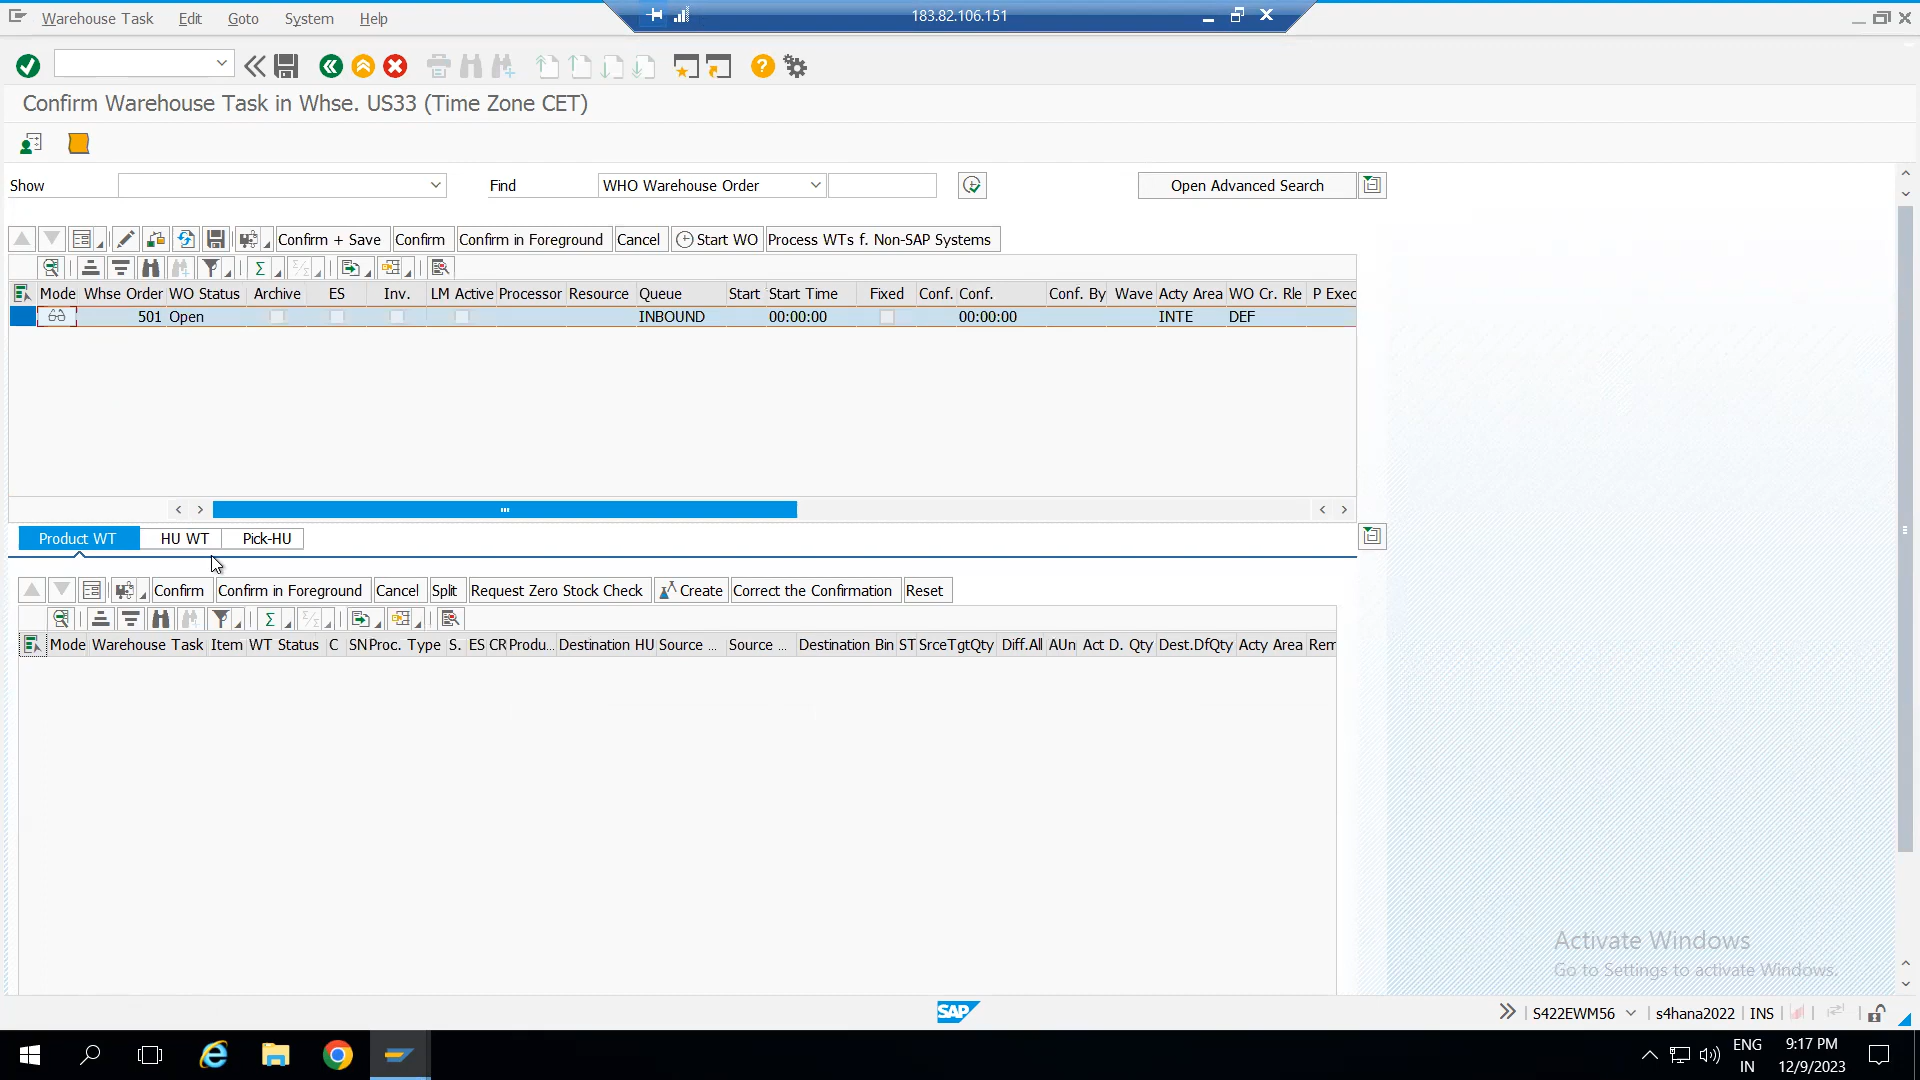 183.82.106.151
Warehouse Task Edit Goto System Help
Confirm Warehouse Task in Whse. US33 (Time Zone CET)
Show Find WHO Warehouse Order Open Advanced Search
Confirm + Save Confirm Confirm in Foreground Cancel Start WO Process WTs f. Non-SAP Systems
Mode Whse Order WO Status Archive ES Inv. LM Active Processor Resource Queue Start Start Time Fixed Conf. Conf. Conf. By Wave Acty Area WO Cr. Rle P Exec
501 Open INBOUND 00:00:00 00:00:00 INTE DEF
Product WT HU WT Pick-HU
Confirm Confirm in Foreground Cancel Split Request Zero Stock Check Create Correct the Confirmation Reset
Mode Warehouse Task Item WT Status C SN Proc. Type S. ES CR Produ... Destination HU Source ... Source ... Destination Bin ST SrceTgtQty Diff.All AUn Act D. Qty Dest.DfQty Acty Area Rem
Activate Windows
Go to Settings to activate Windows.
SAP S422EWM56 s4hana2022 INS
ENG
IN
9:17 PM
12/9/2023